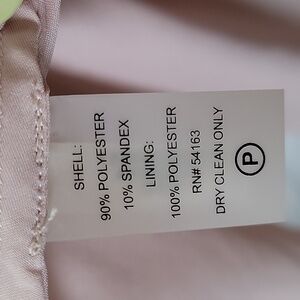 SHELL:
90% POLYESTER
10% SPANDEX
LINING:
100% POLYESTER
RN# 54163
DRY CLEAN ONLY
P